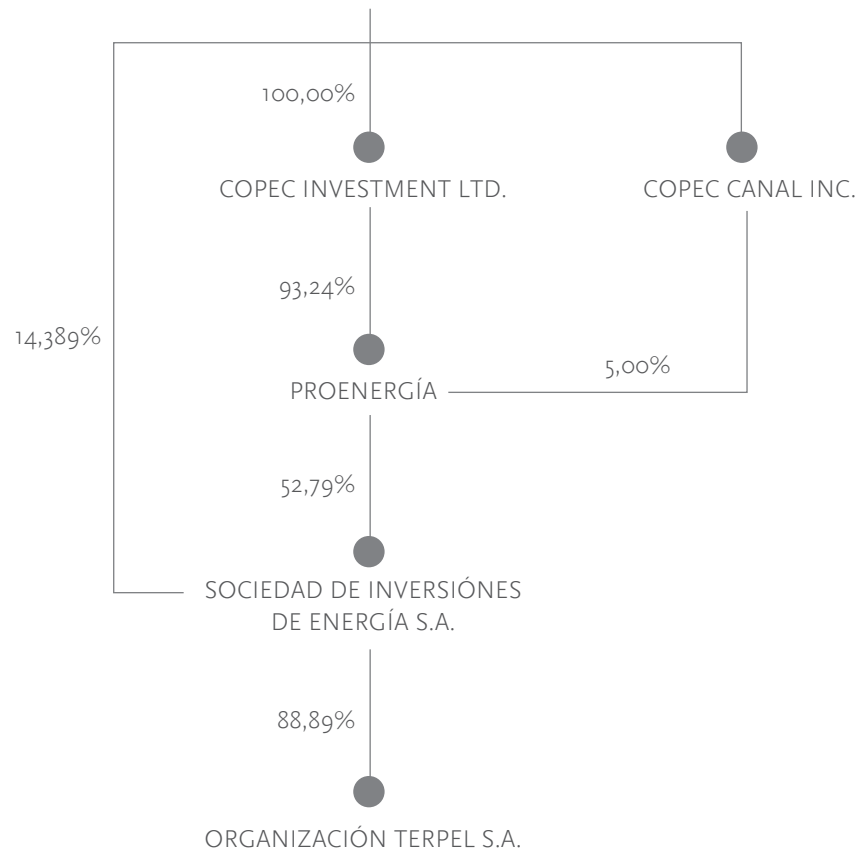 100,00%
COPEC INVESTMENT LTD.
COPEC CANAL INC.
93,24%
14,389%
5,00%
PROENERGÍA
52,79%
SOCIEDAD DE INVERSIÓNES
DE ENERGÍA S.A.
88,89%
ORGANIZACIÓN TERPEL S.A.